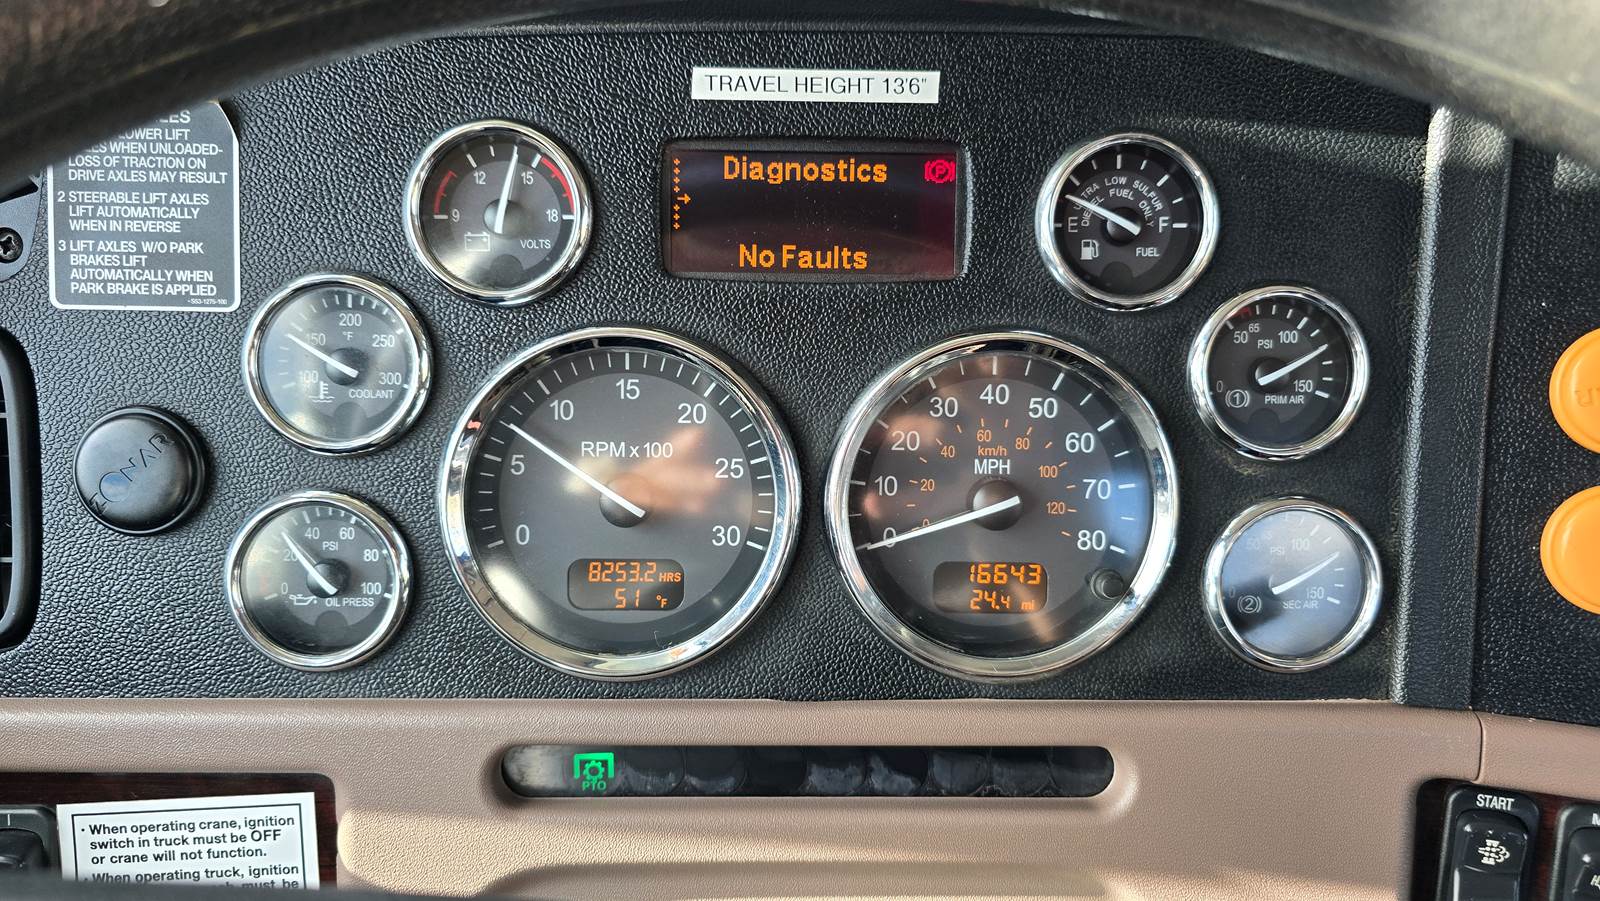 TRAVEL HEIGHT 13'6"
LOWER LIFT
WHEN UNLOADED-
LOSS OF TRACTION ON
DRIVE AXLES MAY RESULT
2 STEERABLE LIFT AXLES
LIFT AUTOMATICALLY
WHEN IN REVERSE
3 LIFT AXLES W/O PARK
BRAKES LIFT
AUTOMATICALLY WHEN
PARK BRAKE IS APPLIED
9 12 15 18
VOLTS
Diagnostics
(P)
No Faults
ULTRA LOW SULFUR
DIESEL FUEL ONLY
E F
FUEL
100 150 200 250 300
°F
COOLANT
0 5 10 15 20 25 30
RPM x 100
8253.2 HRS
51 °F
0 10 20 30 40 50 60 70 80
0 20 40 60 80 100 120
km/h
MPH
16643
24.4 mi
0 50 65 100 150
PSI
(1) PRIM AIR
ZONAR
0 20 40 60 80 100
PSI
OIL PRESS
0 50 100 150
PSI
(2) SEC AIR
PTO
· When operating crane, ignition
switch in truck must be OFF
or crane will not function.
· When operating truck, ignition
must be
START